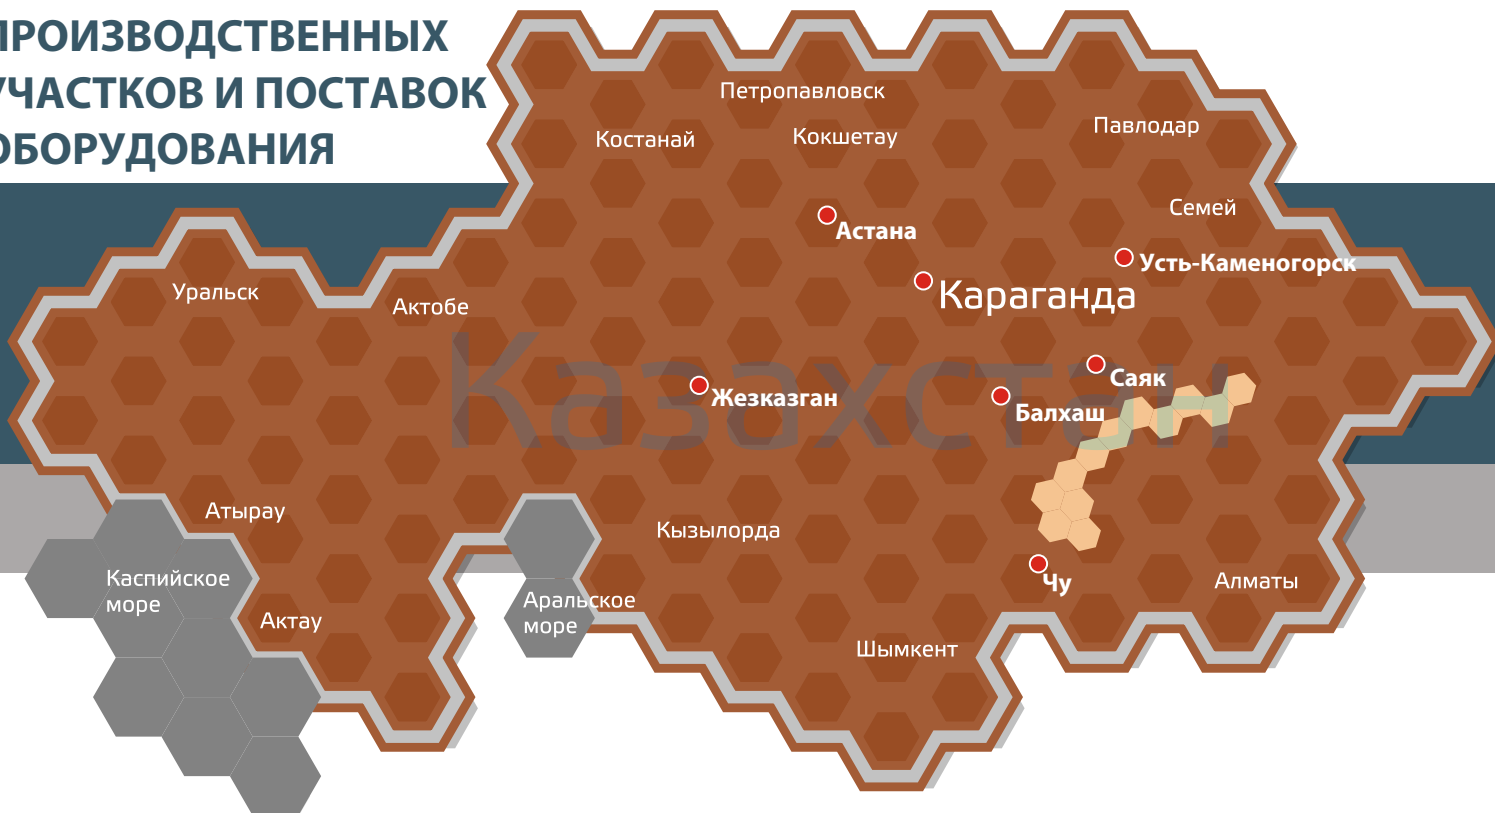 ПРОИЗВОДСТВЕННЫХ
УЧАСТКОВ И ПОСТАВОК
ОБОРУДОВАНИЯ
Петропавловск
Костанай
Кокшетау
Павлодар
Семей
Астана
Усть-Каменогорск
Уральск
Актобе
Караганда
Казахстан
Саяк
Жезказган
Балхаш
Атырау
Кызылорда
Каспийское
море
Чу
Алматы
Аральское
море
Актау
Шымкент